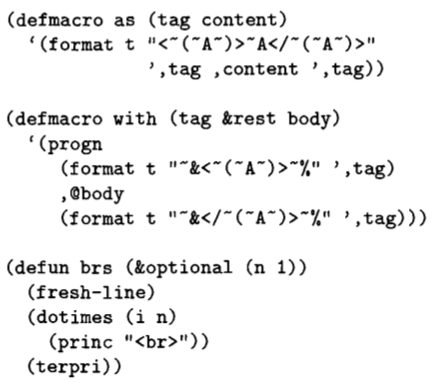 (defmacro as (tag content)
‘(format t "<~(~A~)>~A</~(~A~)>"
’,tag ,content ’,tag))
(defmacro with (tag &rest body)
‘(progn
(format t "~&<~(~A~)>~%" ’,tag)
,@body
(format t "~&</~(~A~)>~%" ’,tag)))
(defun brs (&optional (n 1))
(fresh-line)
(dotimes (i n)
(princ "<br>"))
(terpri))